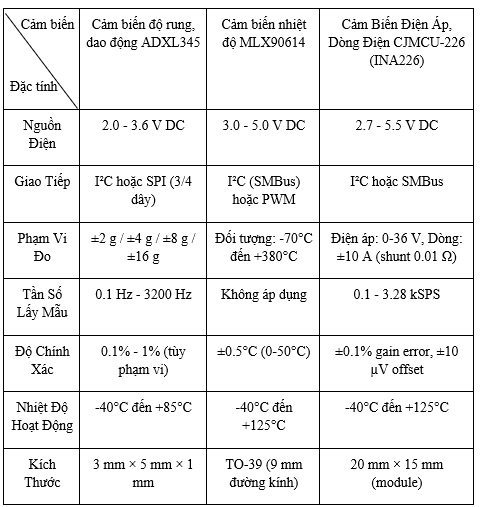 Cảm biến
Đặc tính
Cảm biến độ rung,
dao động ADXL345
Cảm biến nhiệt
độ MLX90614
Cảm Biến Điện Áp,
Dòng Điện CJMCU-226
(INA226)
Nguồn
Điện
2.0 - 3.6 V DC
3.0 - 5.0 V DC
2.7 - 5.5 V DC
Giao Tiếp
I²C hoặc SPI (3/4
dây)
I²C (SMBus)
hoặc PWM
I²C hoặc SMBus
Phạm Vi
Đo
±2 g / ±4 g / ±8 g /
±16 g
Đối tượng: -70°C
đến +380°C
Điện áp: 0-36 V, Dòng:
±10 A (shunt 0.01 Ω)
Tần Số
Lấy Mẫu
0.1 Hz - 3200 Hz
Không áp dụng
0.1 - 3.28 kSPS
Độ Chính
Xác
0.1% - 1% (tùy
phạm vi)
±0.5°C (0-50°C)
±0.1% gain error, ±10
µV offset
Nhiệt Độ
Hoạt Động
-40°C đến +85°C
-40°C đến
+125°C
-40°C đến +125°C
Kích
Thước
3 mm × 5 mm × 1
mm
TO-39 (9 mm
đường kính)
20 mm × 15 mm
(module)